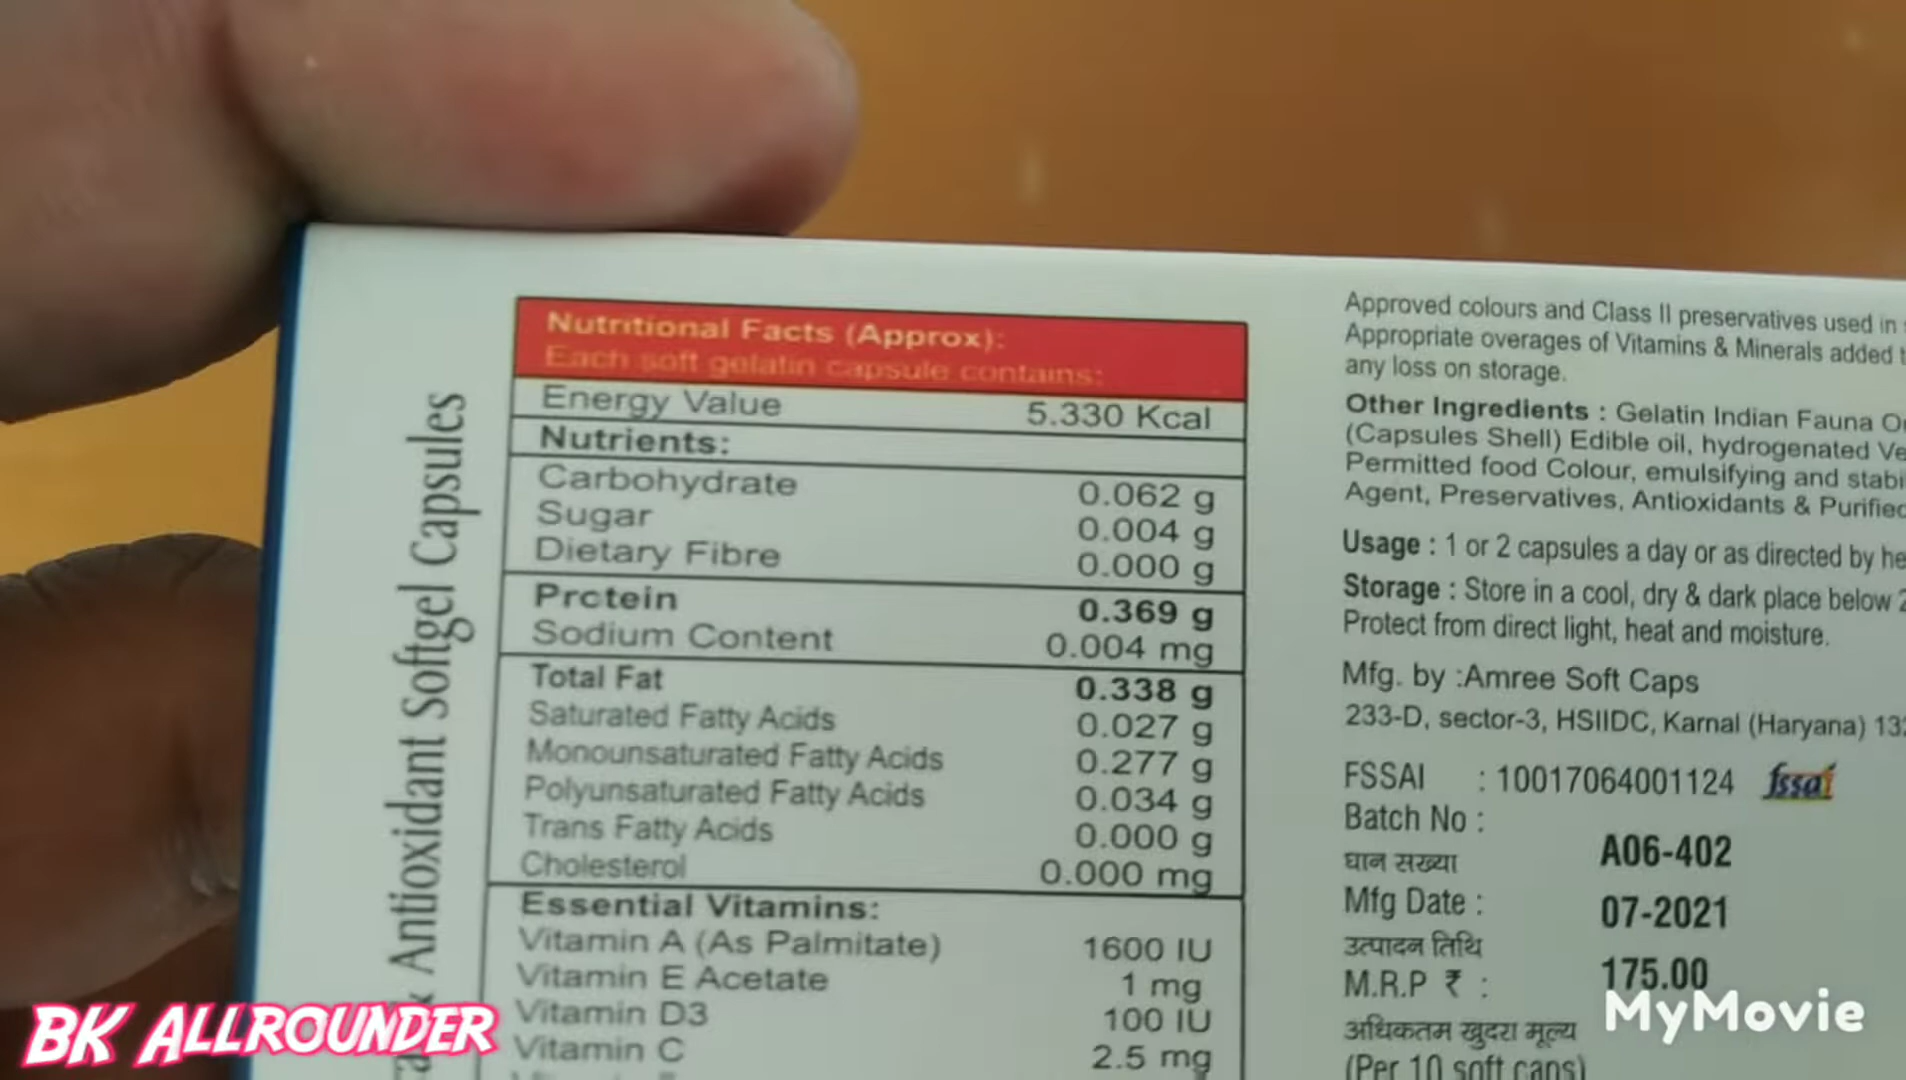 Antioxidant Softgel Capsules
Nutritional Facts (Approx):
Each soft gelatin capsule contains:
Energy Value 5.330 Kcal
Nutrients:
Carbohydrate 0.062 g
Sugar 0.004 g
Dietary Fibre 0.000 g
Protein 0.369 g
Sodium Content 0.004 mg
Total Fat 0.338 g
Saturated Fatty Acids 0.027 g
Monounsaturated Fatty Acids 0.277 g
Polyunsaturated Fatty Acids 0.034 g
Trans Fatty Acids 0.000 g
Cholesterol 0.000 mg
Essential Vitamins:
Vitamin A (As Palmitate) 1600 IU
Vitamin E Acetate 1 mg
Vitamin D3 100 IU
Vitamin C 2.5 mg
Approved colours and Class II preservatives used in
Appropriate overages of Vitamins & Minerals added
any loss on storage.
Other Ingredients : Gelatin Indian Fauna
(Capsules Shell) Edible oil, hydrogenated
Permitted food Colour, emulsifying and
Agent, Preservatives, Antioxidants &
Usage : 1 or 2 capsules a day or as directed by
Storage : Store in a cool, dry & dark place below
Protect from direct light, heat and moisture.
Mfg. by :Amree Soft Caps
233-D, sector-3, HSIIDC, Karnal (Haryana)
FSSAI : 10017064001124 fssai
Batch No :
घान सख्या A06-402
Mfg Date : 07-2021
उत्पादन तिथि
M.R.P ₹ : 175.00
अधिकतम खुदरा मूल्य
(Per 10 soft caps)
BK ALLROUNDER
MyMovie